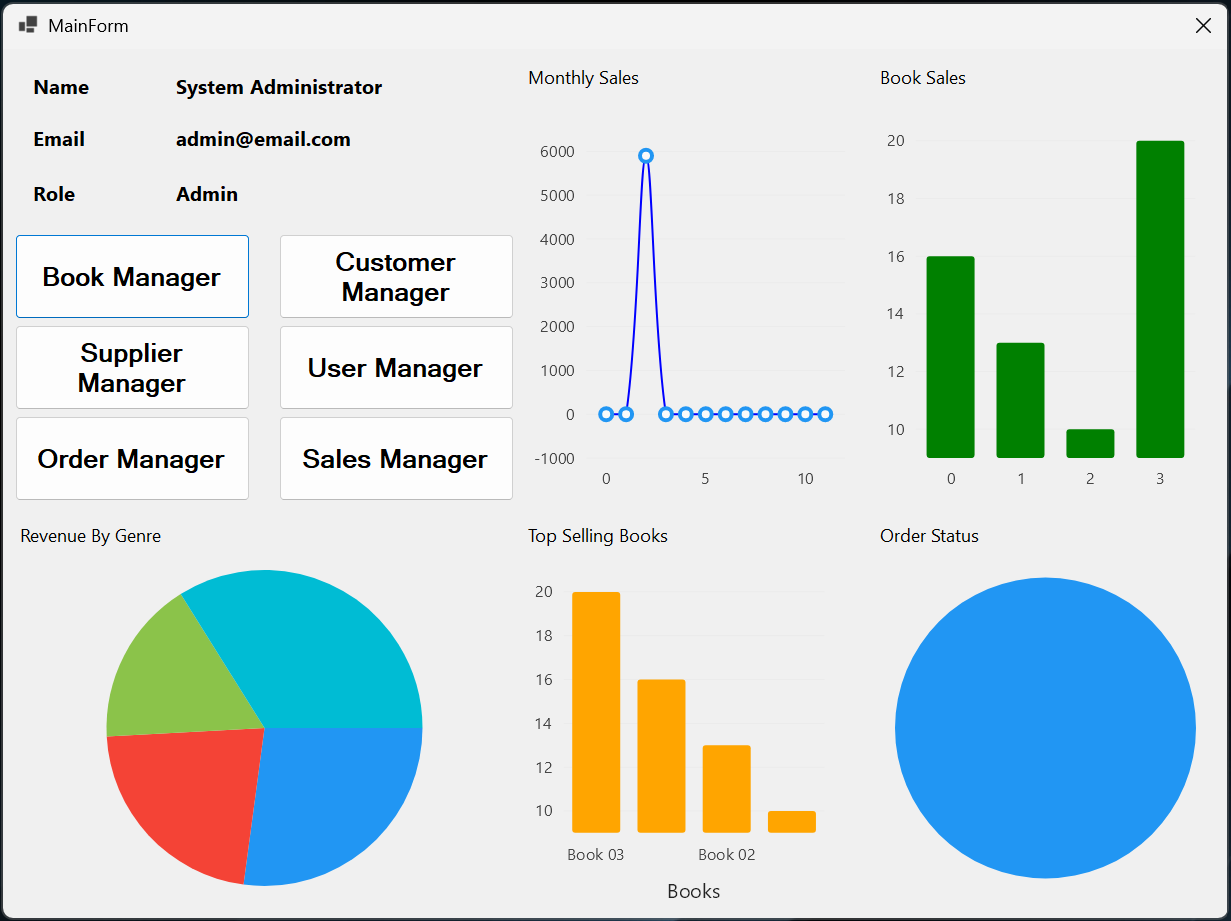 MainForm
Name
System Administrator
Email
admin@email.com
Role
Admin
Book Manager
Customer
Manager
Supplier
Manager
User Manager
Order Manager
Sales Manager
Monthly Sales
6000
5000
4000
3000
2000
1000
0
-1000
0 5 10
Book Sales
20
18
16
14
12
10
0 1 2 3
Revenue By Genre
Top Selling Books
20
18
16
14
12
10
Book 03 Book 02
Books
Order Status